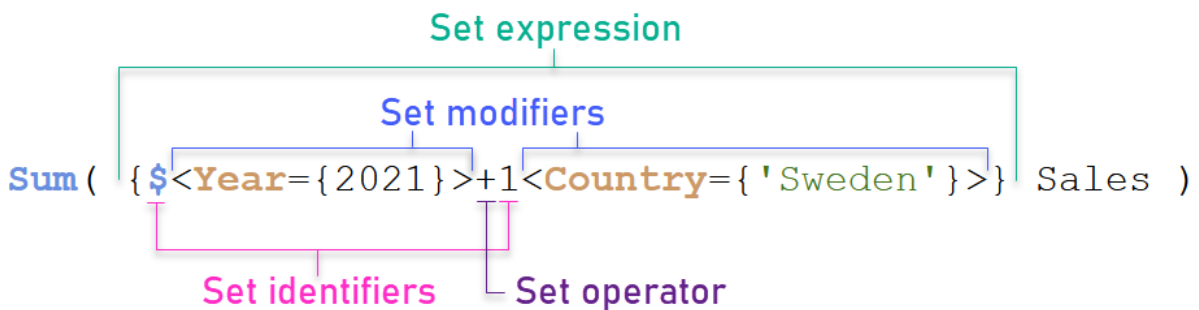 Set expression
Set modifiers
Sum( {$<Year={2021}>+1<Country={'Sweden'}>} Sales )
Set identifiers
Set operator